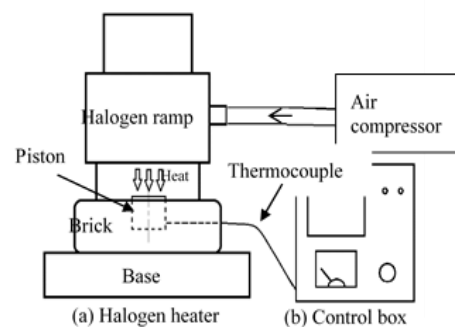 Halogen ramp
Air
compressor
Piston
Heat
Thermocouple
Brick
Base
(a) Halogen heater
(b) Control box